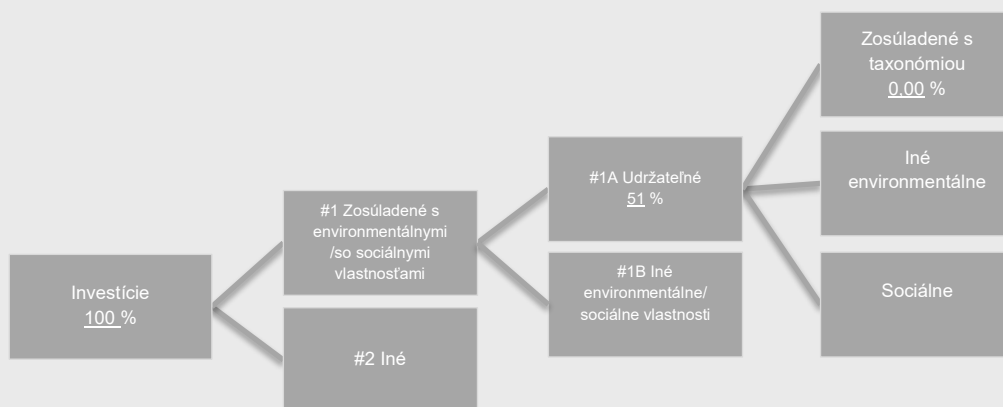 Investície
100 %
#1 Zosúladené s
environmentálnymi
/so sociálnymi
vlastnosťami
#2 Iné
#1A Udržateľné
51 %
#1B Iné
environmentálne/
sociálne vlastnosti
Zosúladené s
taxonómiou
0,00 %
Iné
environmentálne
Sociálne